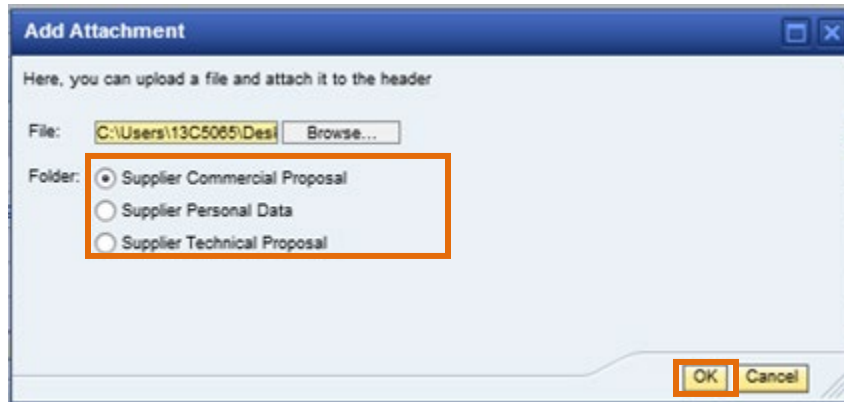 Add Attachment
Here, you can upload a file and attach it to the header
File: C:\Users\13C5065\Desk Browse...
Folder: Supplier Commercial Proposal
Supplier Personal Data
Supplier Technical Proposal
OK Cancel